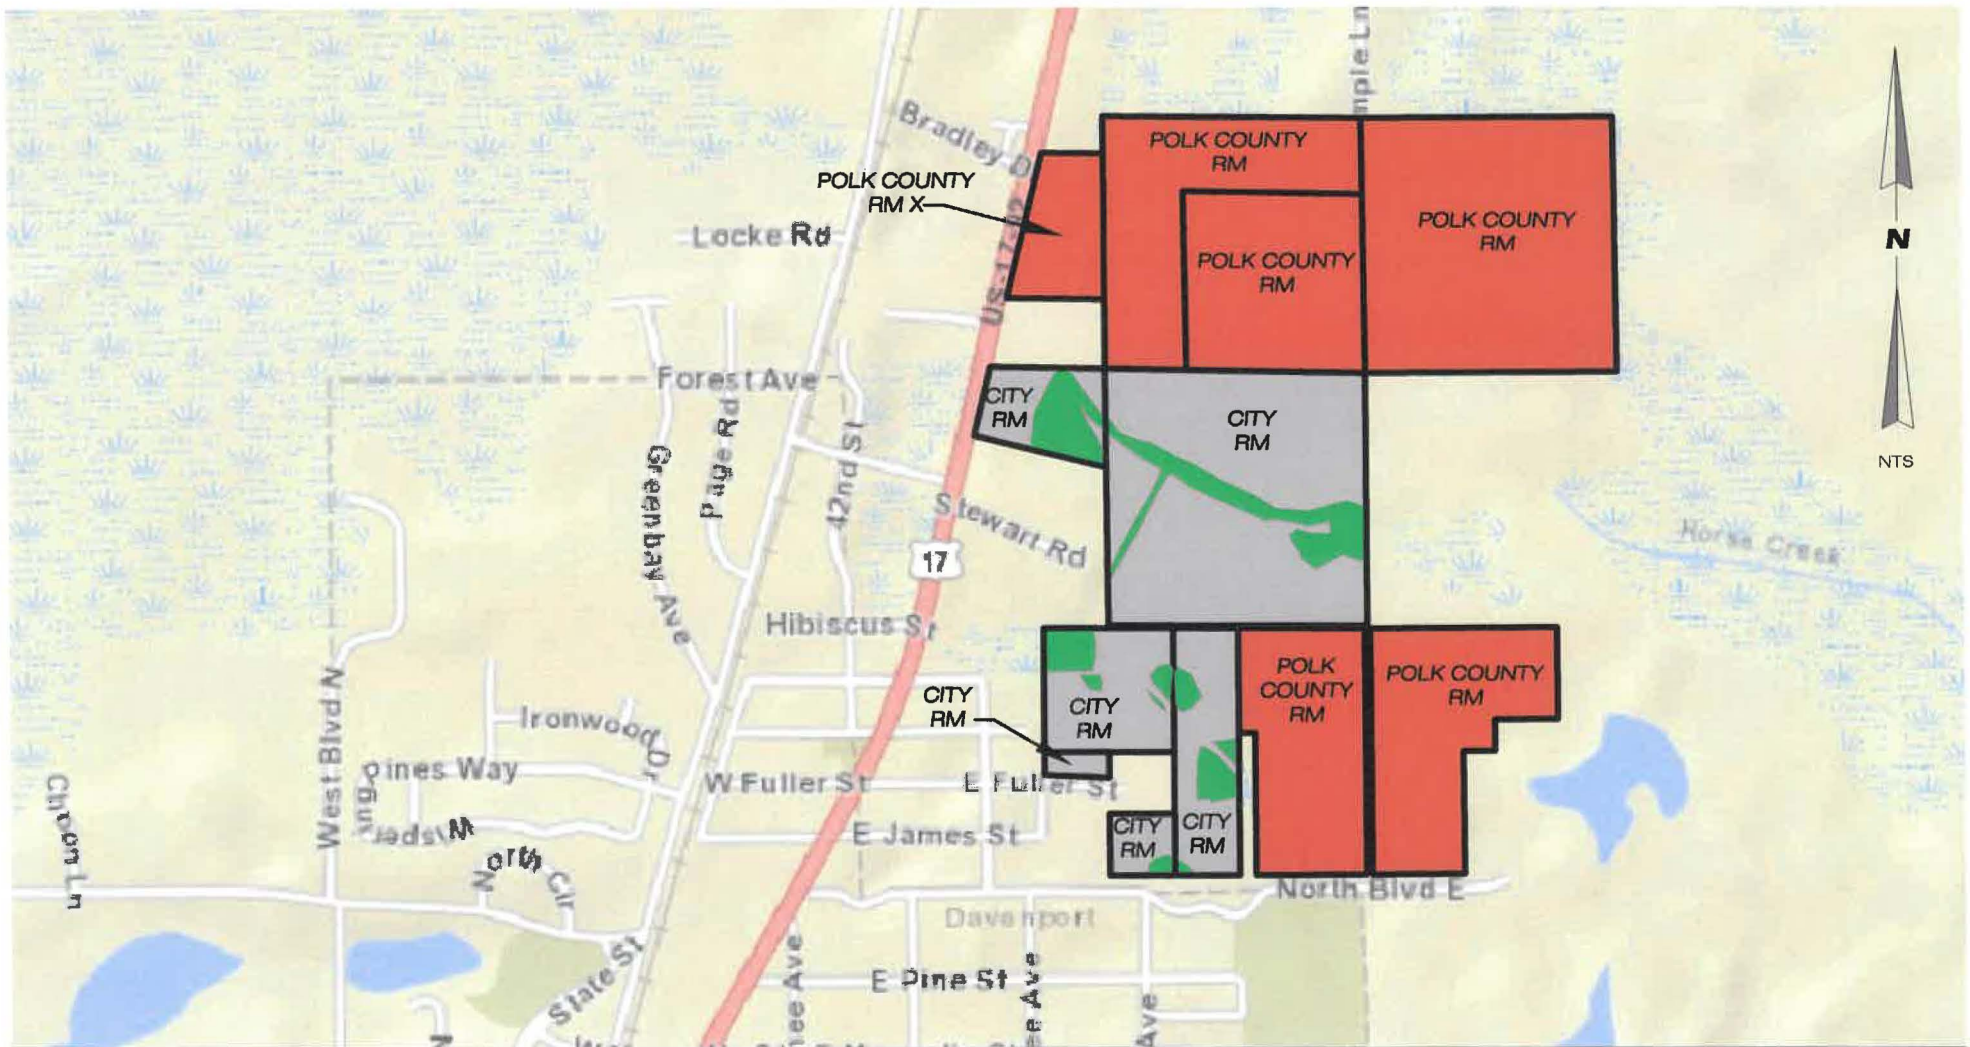 Bradley D
POLK COUNTY
RM X
Locke Rd
US-17-92
POLK COUNTY
RM
POLK COUNTY
RM
POLK COUNTY
RM
N
NTS
Forest Ave
CITY
RM
CITY
RM
Greenbay Ave
Page Rd
42nd St
Stewart Rd
17
Horse Creek
Hibiscus St
CITY
RM
CITY
RM
POLK
COUNTY
RM
POLK COUNTY
RM
West Blvd N
Ironwood Dr
pines Way
W Fuller St
E Fuller St
E James St
CITY
RM
CITY
RM
North Cir
North Blvd E
Davenport
State St
E Pine St
Ave